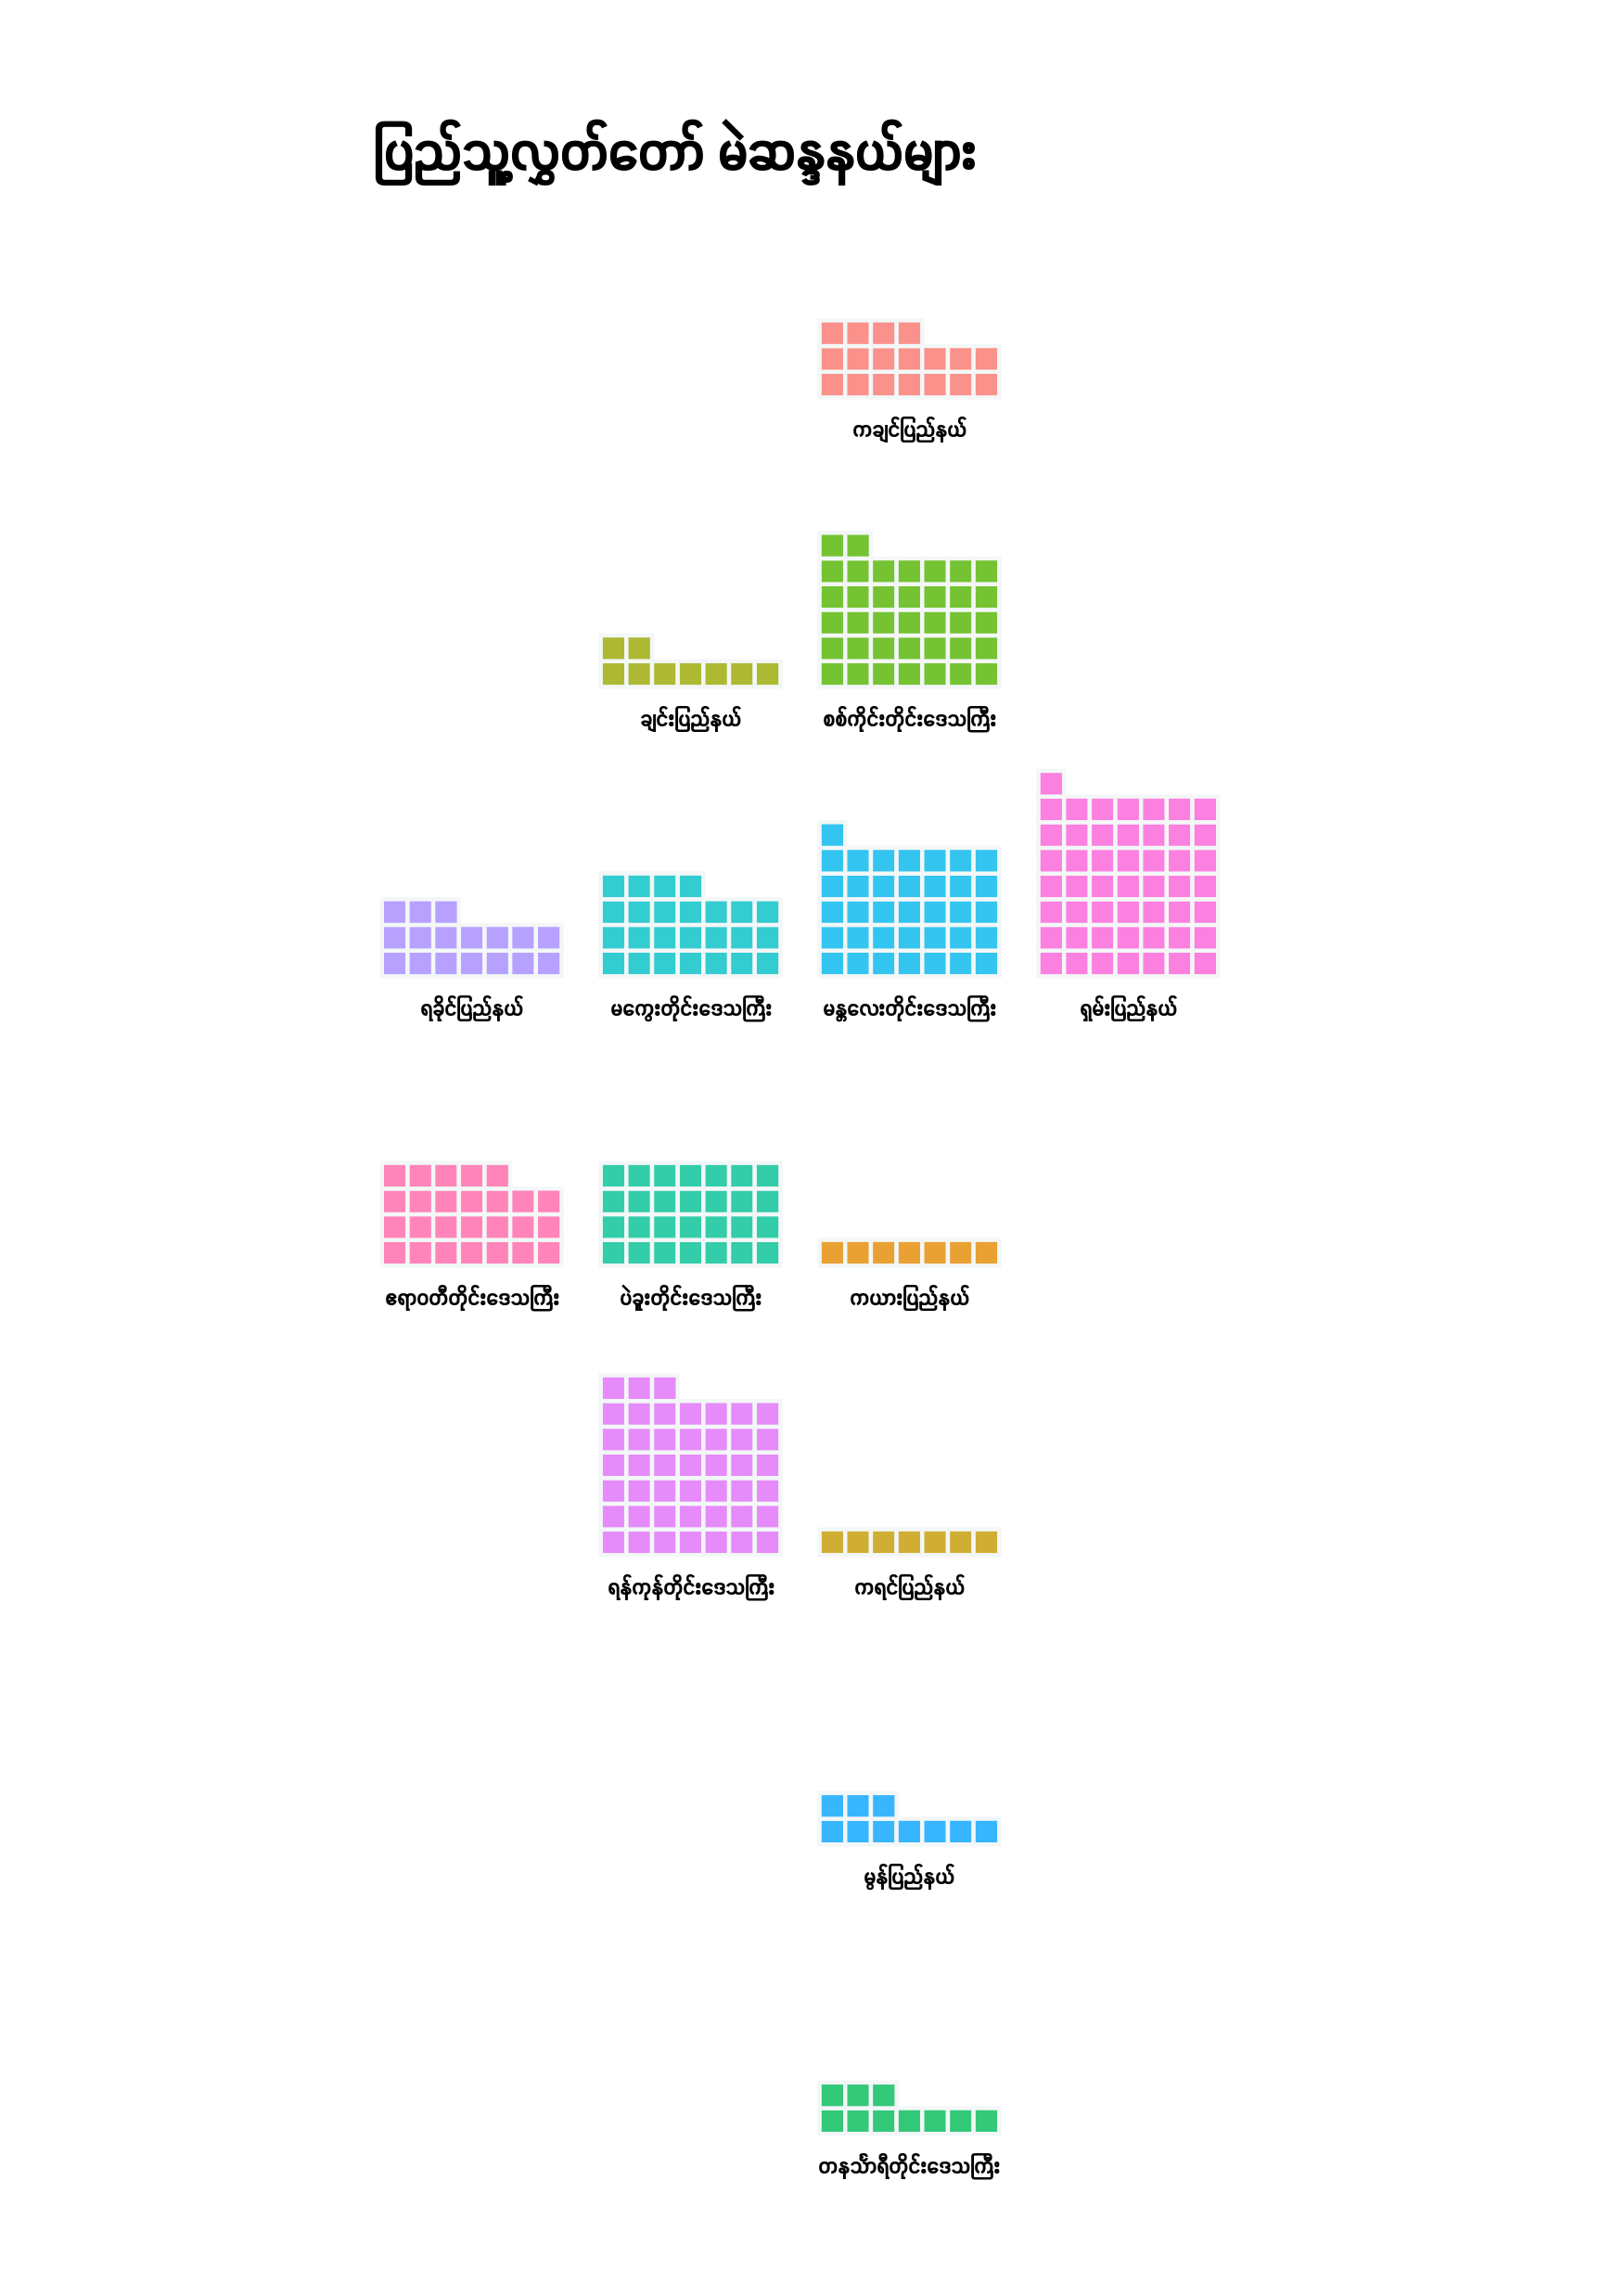 ပြည်သူ့လွှတ်တော် မဲဆန္ဒနယ်များ
ကချင်ပြည်နယ်
ချင်းပြည်နယ်
စစ်ကိုင်းတိုင်းဒေသကြီး
ရခိုင်ပြည်နယ်
မကွေးတိုင်းဒေသကြီး
မန္တလေးတိုင်းဒေသကြီး
ရှမ်းပြည်နယ်
ဧရာဝတီတိုင်းဒေသကြီး
ပဲခူးတိုင်းဒေသကြီး
ကယားပြည်နယ်
ရန်ကုန်တိုင်းဒေသကြီး
ကရင်ပြည်နယ်
မွန်ပြည်နယ်
တနင်္သာရီတိုင်းဒေသကြီး